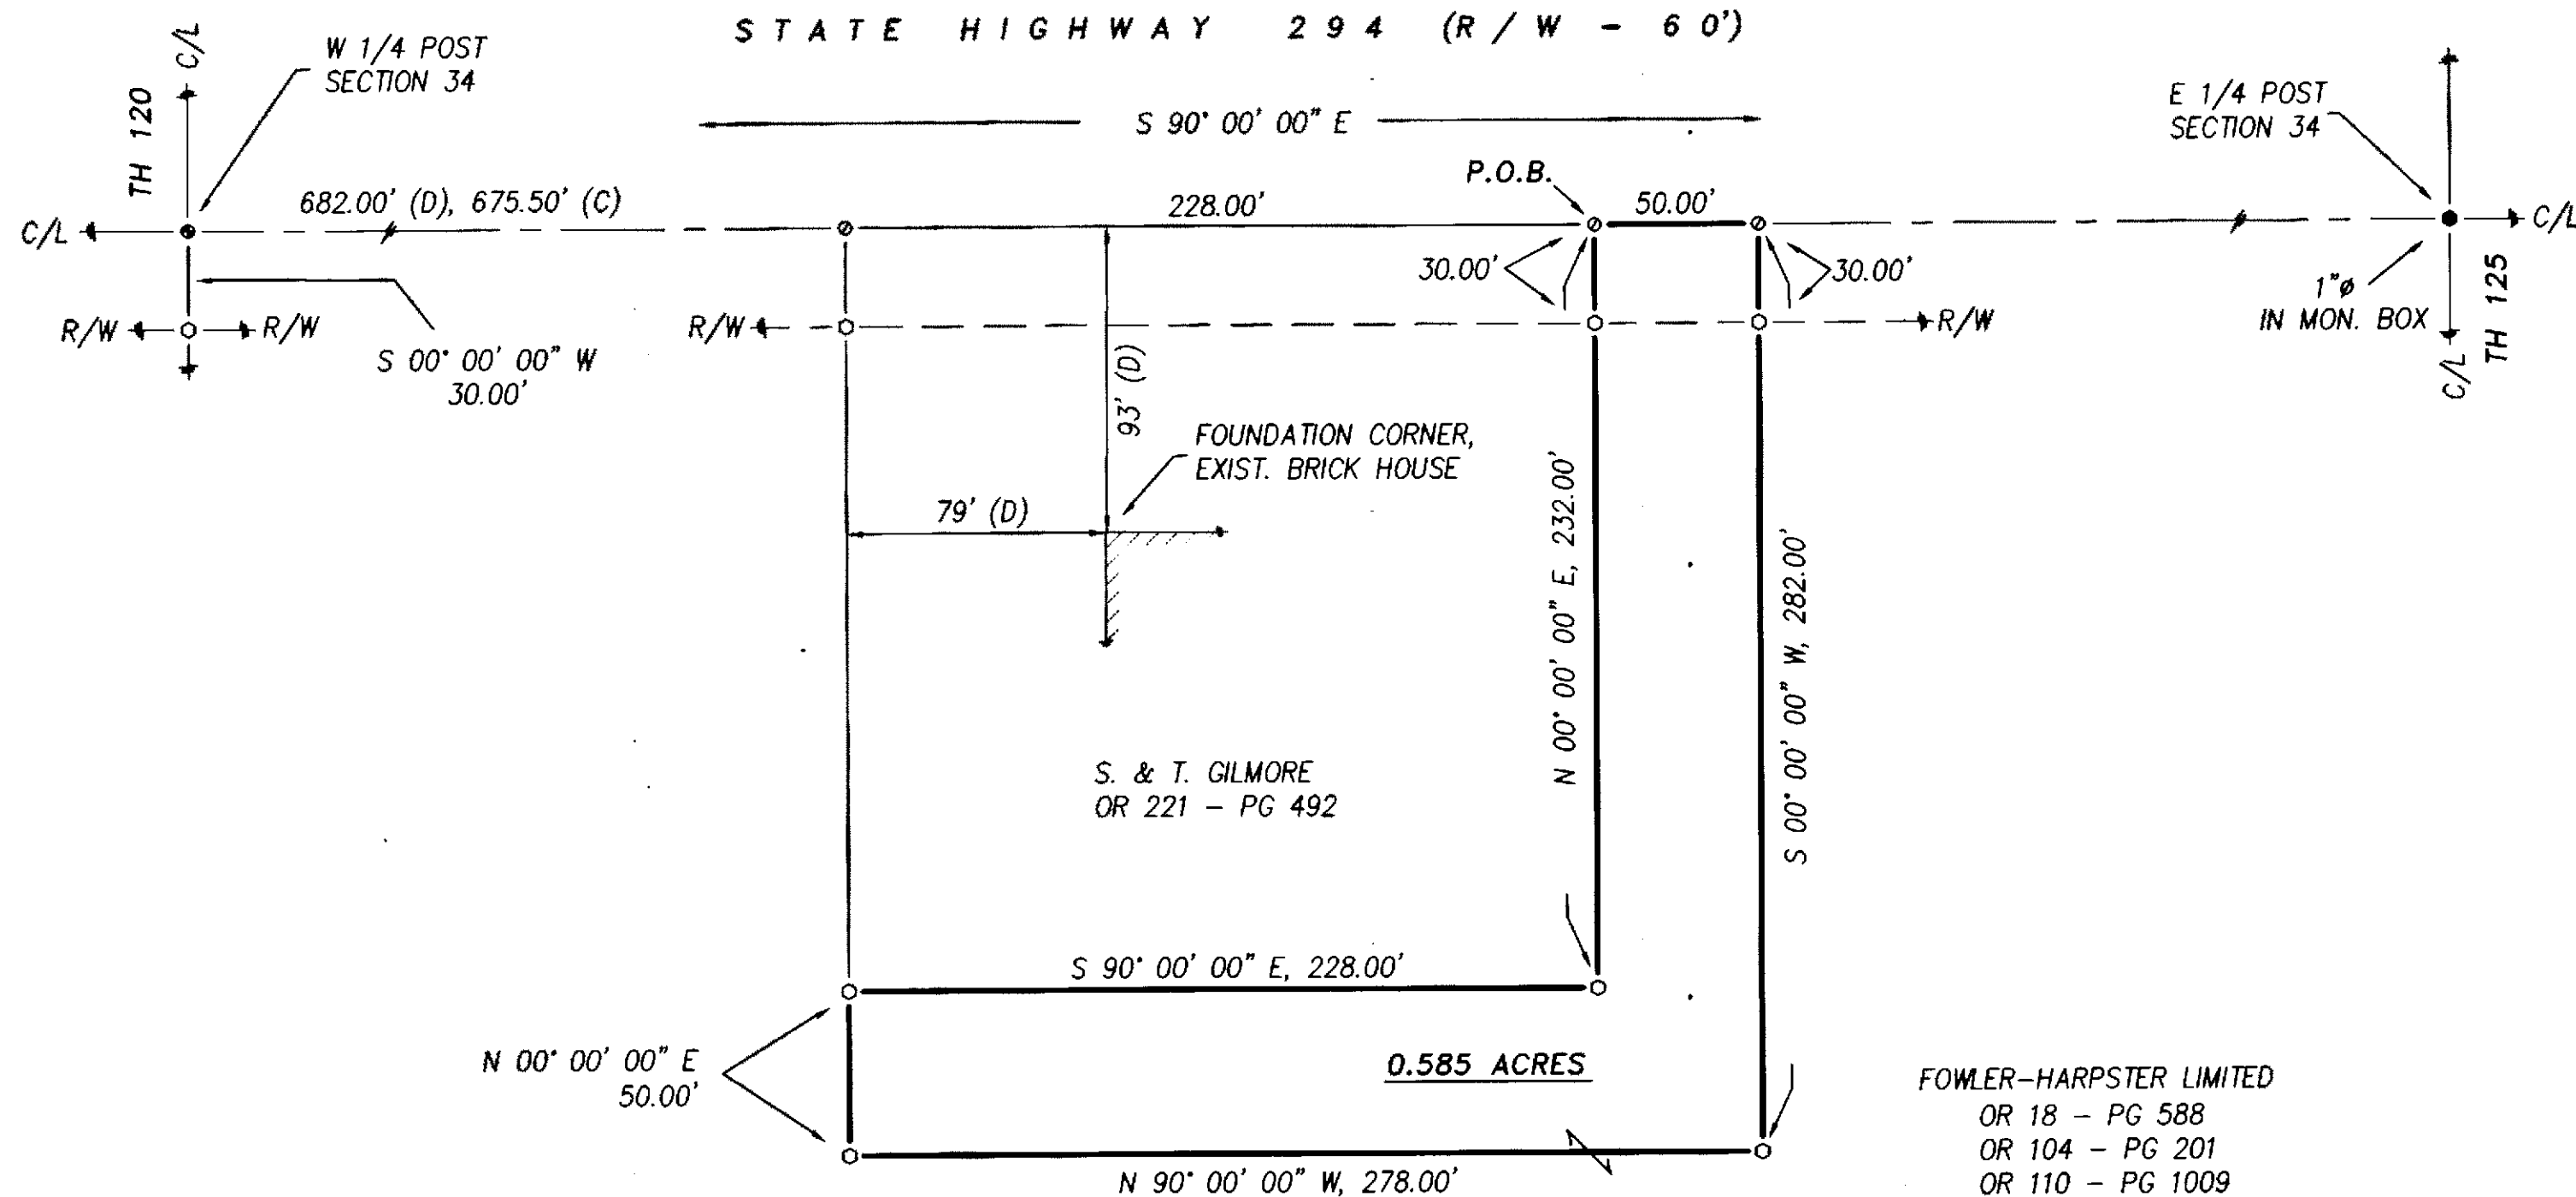 STATE HIGHWAY 294 (R/W - 60')
W 1/4 POST
SECTION 34
C/L
TH 120
E 1/4 POST
SECTION 34
S 90° 00' 00" E
P.O.B.
682.00' (D), 675.50' (C)
228.00'
50.00'
C/L
C/L
30.00'
30.00'
1"ø
IN MON. BOX
TH 125
C/L
R/W
R/W
R/W
R/W
S 00° 00' 00" W
30.00'
93' (D)
FOUNDATION CORNER,
EXIST. BRICK HOUSE
79' (D)
N 00° 00' 00" E, 232.00'
S 00° 00' 00" W, 282.00'
S. & T. GILMORE
OR 221 - PG 492
S 90° 00' 00" E, 228.00'
N 00° 00' 00" E
50.00'
0.585 ACRES
FOWLER-HARPSTER LIMITED
OR 18 - PG 588
OR 104 - PG 201
OR 110 - PG 1009
N 90° 00' 00" W, 278.00'